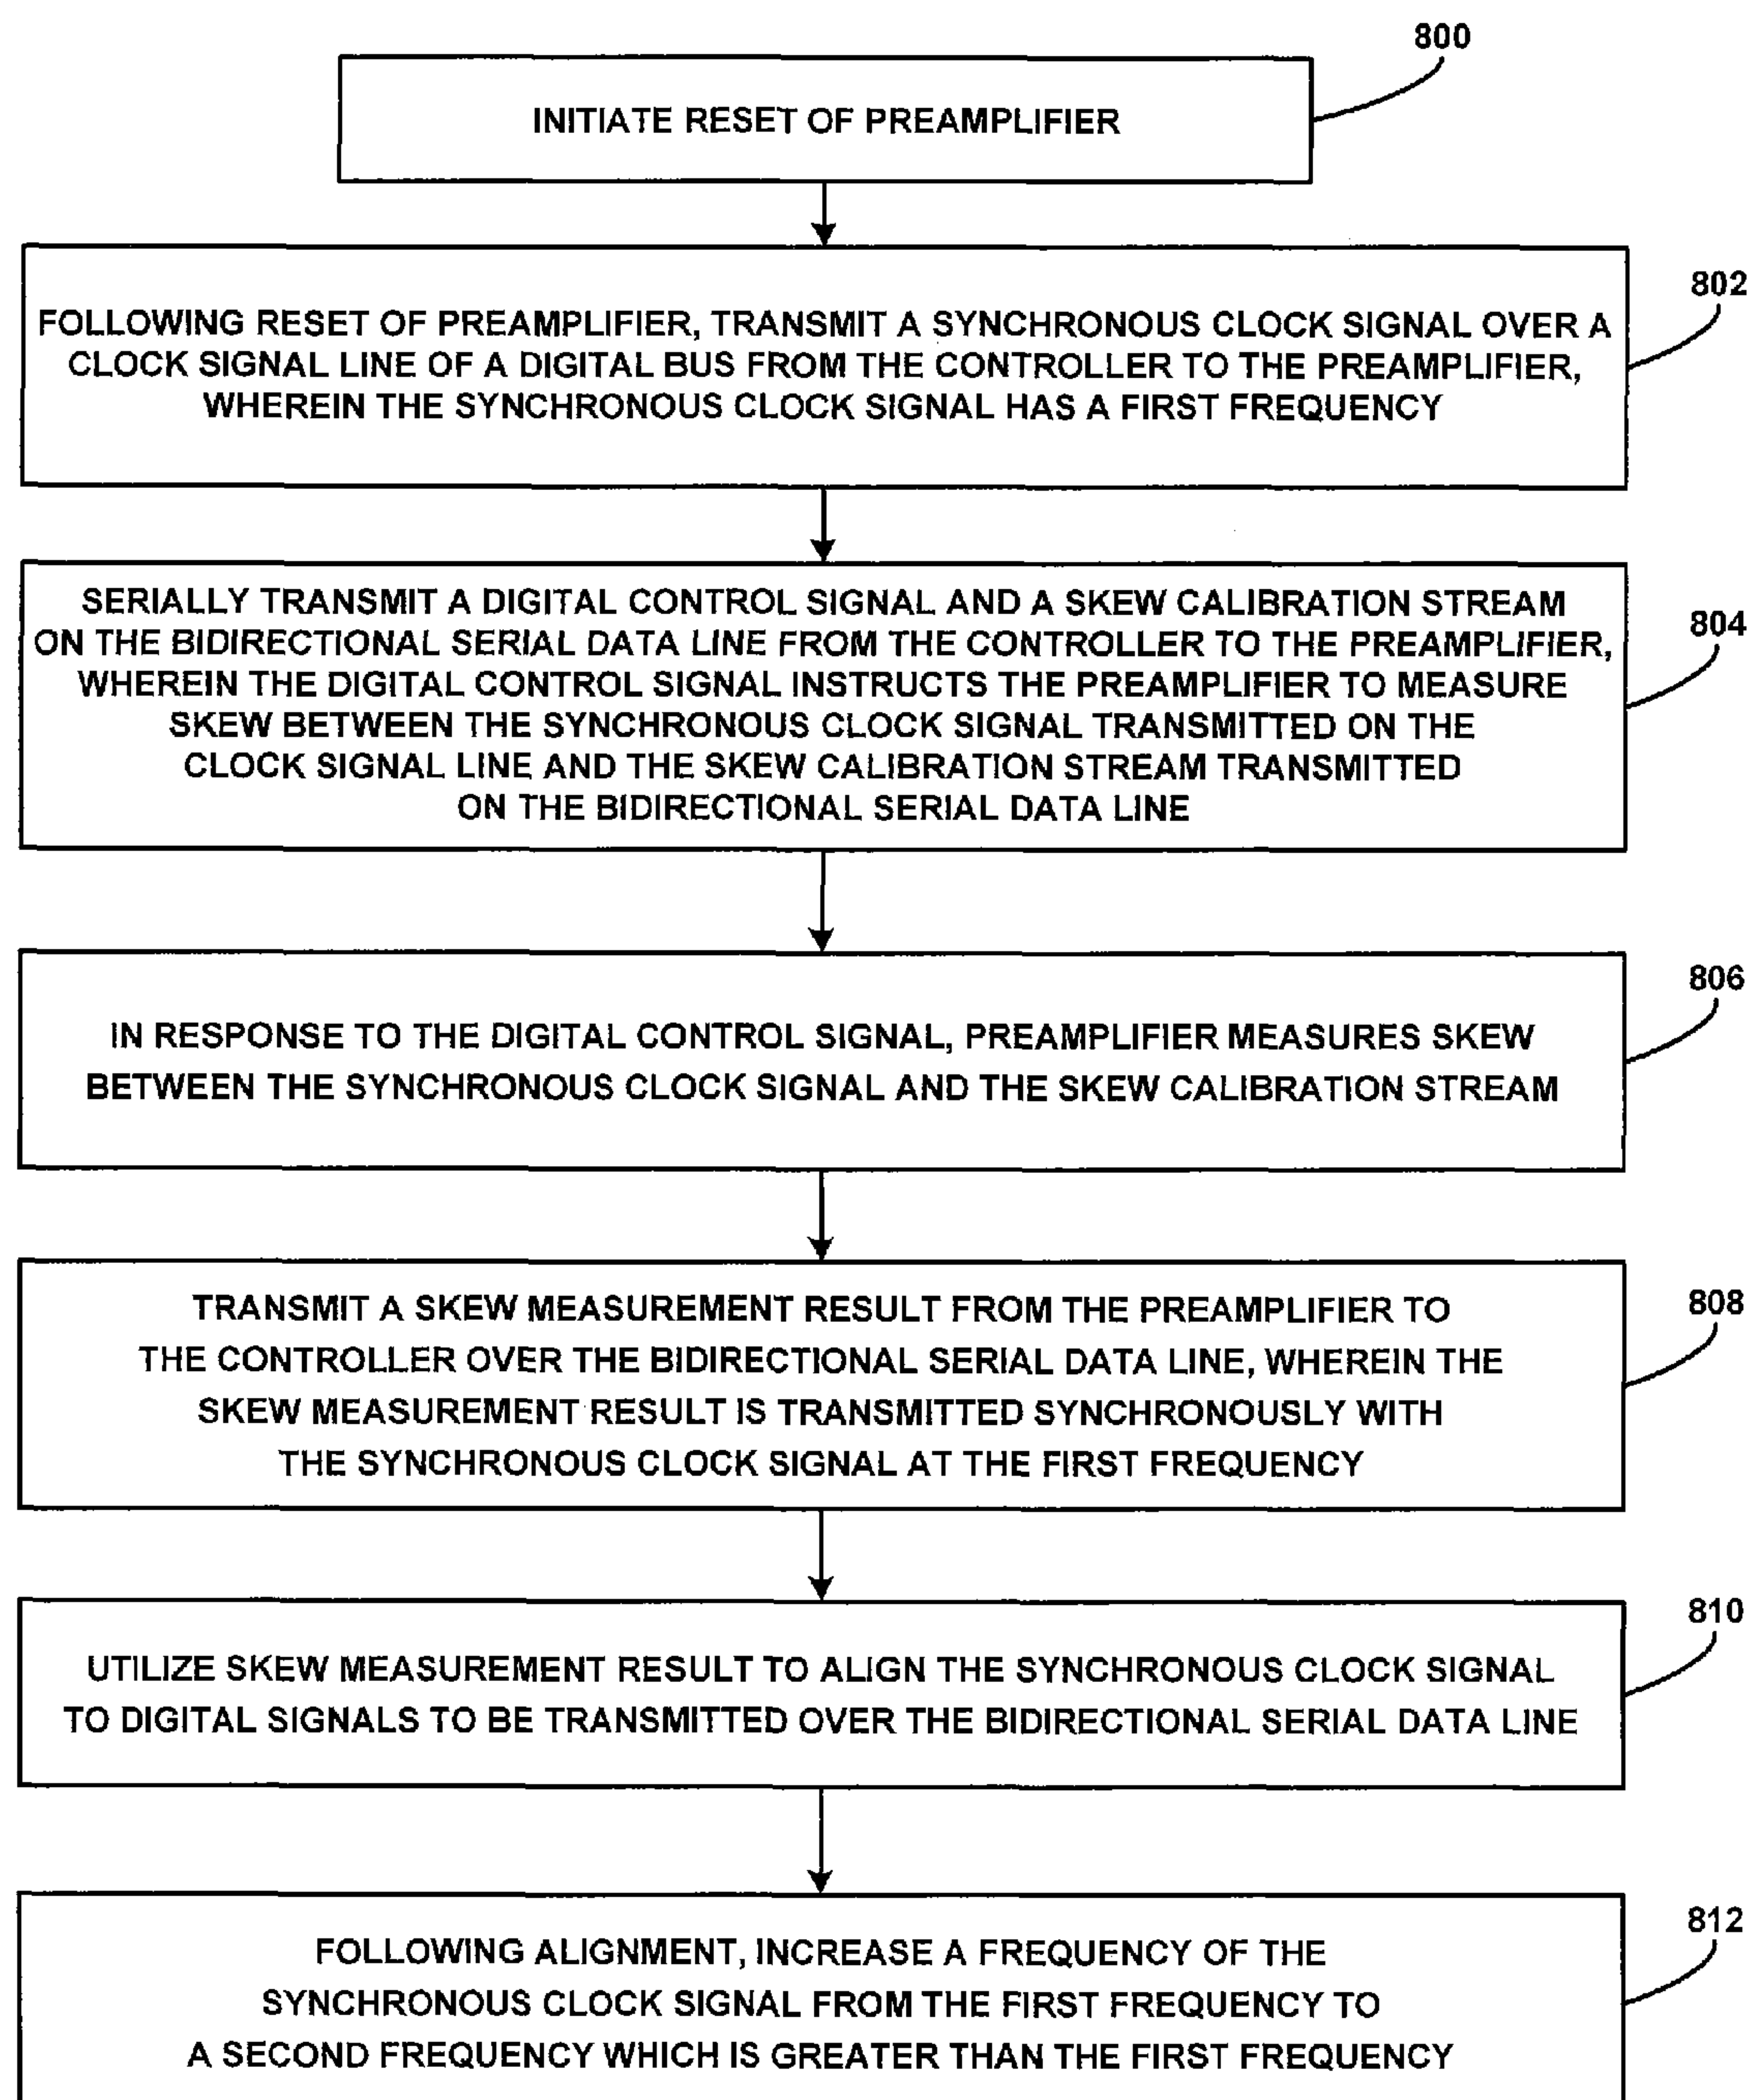 800
INITIATE RESET OF PREAMPLIFIER
802
FOLLOWING RESET OF PREAMPLIFIER, TRANSMIT A SYNCHRONOUS CLOCK SIGNAL OVER A
CLOCK SIGNAL LINE OF A DIGITAL BUS FROM THE CONTROLLER TO THE PREAMPLIFIER,
WHEREIN THE SYNCHRONOUS CLOCK SIGNAL HAS A FIRST FREQUENCY
804
SERIALLY TRANSMIT A DIGITAL CONTROL SIGNAL AND A SKEW CALIBRATION STREAM
ON THE BIDIRECTIONAL SERIAL DATA LINE FROM THE CONTROLLER TO THE PREAMPLIFIER,
WHEREIN THE DIGITAL CONTROL SIGNAL INSTRUCTS THE PREAMPLIFIER TO MEASURE
SKEW BETWEEN THE SYNCHRONOUS CLOCK SIGNAL TRANSMITTED ON THE
CLOCK SIGNAL LINE AND THE SKEW CALIBRATION STREAM TRANSMITTED
ON THE BIDIRECTIONAL SERIAL DATA LINE
806
IN RESPONSE TO THE DIGITAL CONTROL SIGNAL, PREAMPLIFIER MEASURES SKEW
BETWEEN THE SYNCHRONOUS CLOCK SIGNAL AND THE SKEW CALIBRATION STREAM
808
TRANSMIT A SKEW MEASUREMENT RESULT FROM THE PREAMPLIFIER TO
THE CONTROLLER OVER THE BIDIRECTIONAL SERIAL DATA LINE, WHEREIN THE
SKEW MEASUREMENT RESULT IS TRANSMITTED SYNCHRONOUSLY WITH
THE SYNCHRONOUS CLOCK SIGNAL AT THE FIRST FREQUENCY
810
UTILIZE SKEW MEASUREMENT RESULT TO ALIGN THE SYNCHRONOUS CLOCK SIGNAL
TO DIGITAL SIGNALS TO BE TRANSMITTED OVER THE BIDIRECTIONAL SERIAL DATA LINE
812
FOLLOWING ALIGNMENT, INCREASE A FREQUENCY OF THE
SYNCHRONOUS CLOCK SIGNAL FROM THE FIRST FREQUENCY TO
A SECOND FREQUENCY WHICH IS GREATER THAN THE FIRST FREQUENCY